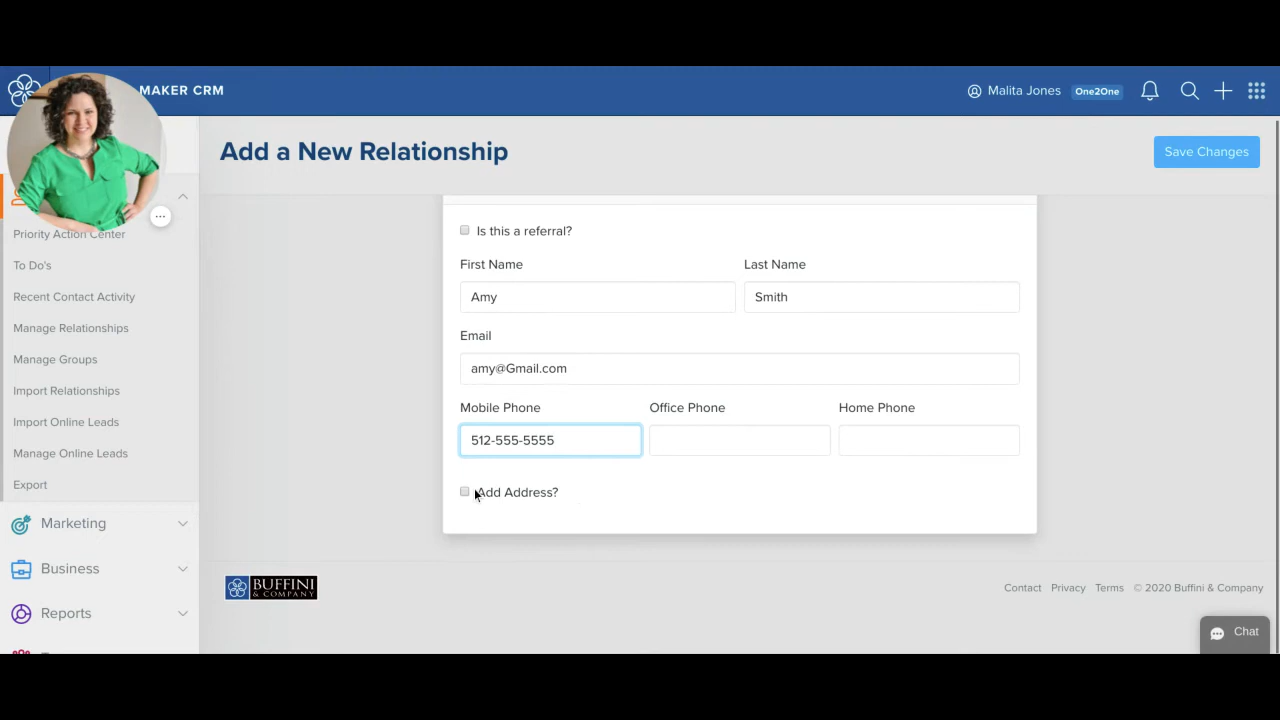 MAKER CRM
Malita Jones
One2One
Add a New Relationship
Save Changes
Priority Action Center
To Do's
Recent Contact Activity
Manage Relationships
Manage Groups
Import Relationships
Import Online Leads
Manage Online Leads
Export
Marketing
Business
Reports
Is this a referral?
First Name
Last Name
Amy
Smith
Email
amy@Gmail.com
Mobile Phone
Office Phone
Home Phone
512-555-5555
Add Address?
BUFFINI
& COMPANY
Contact Privacy Terms © 2020 Buffini & Company
Chat